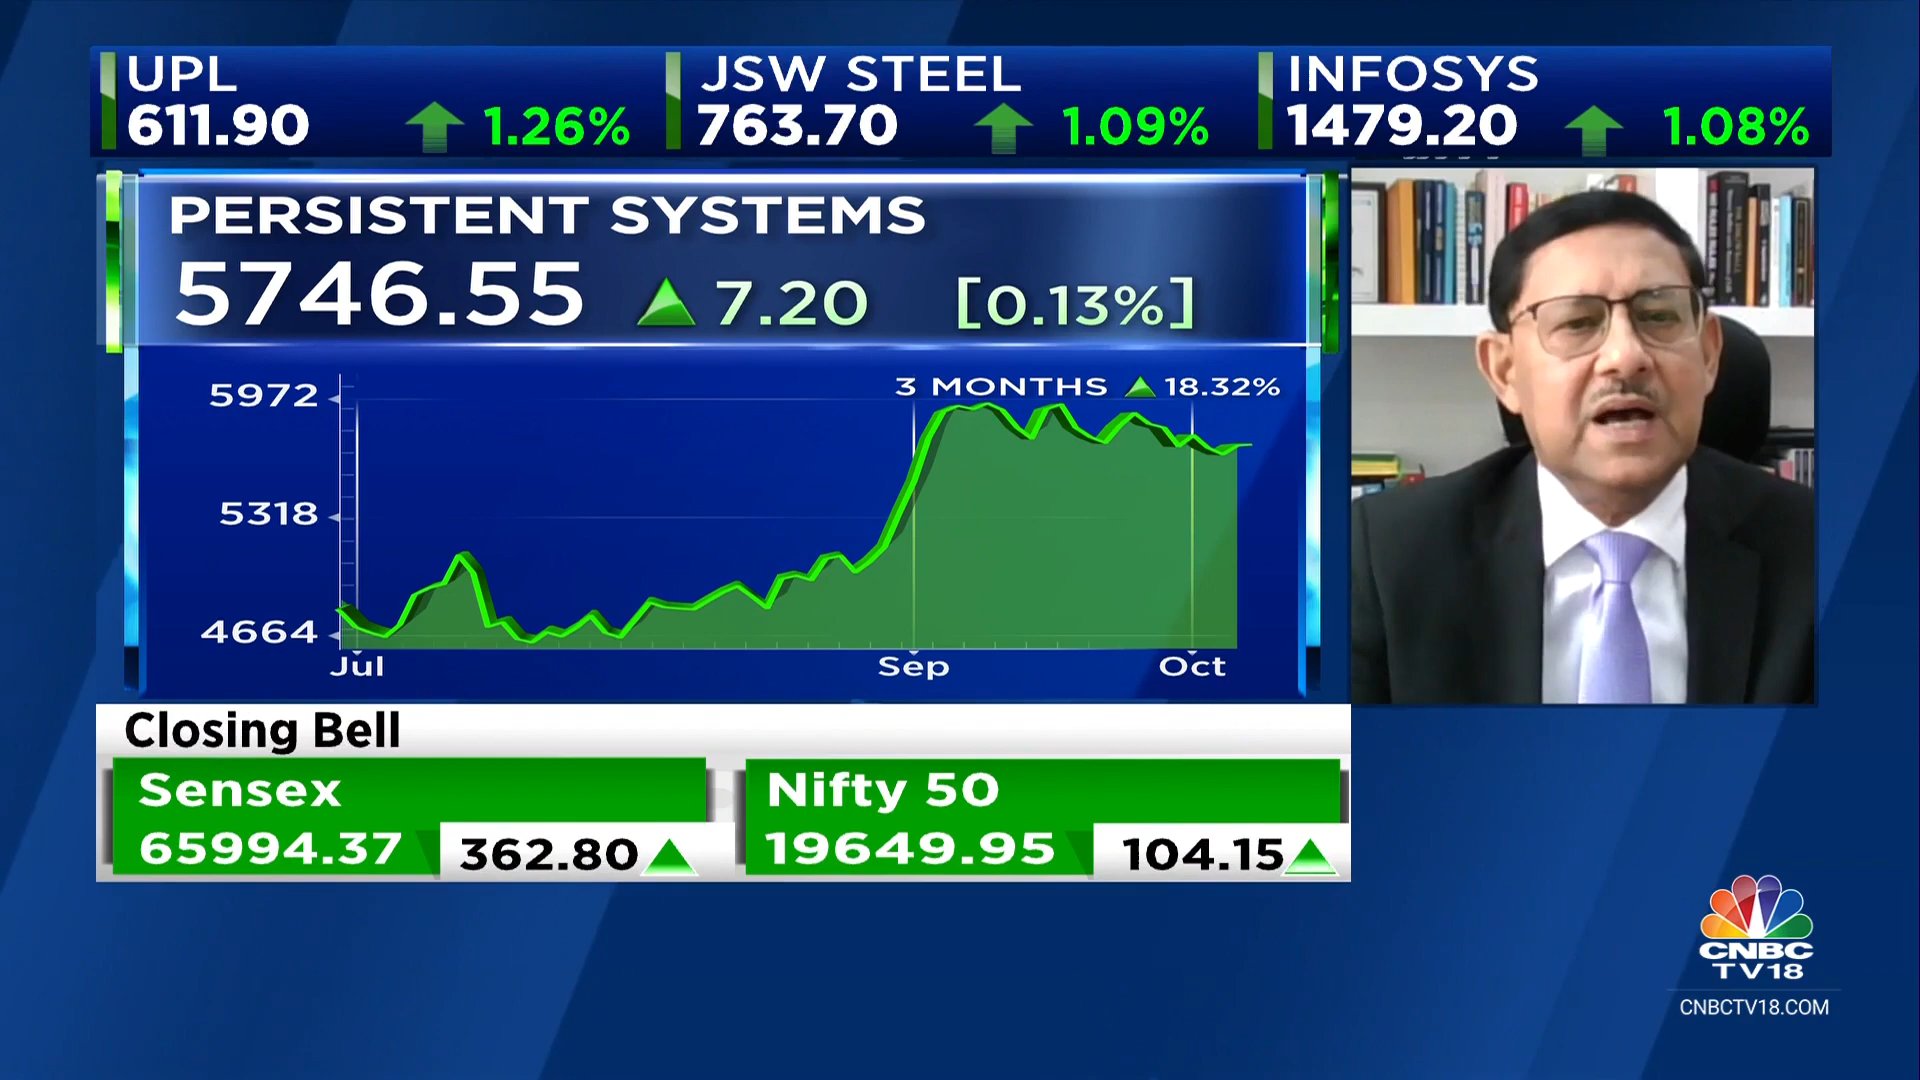 UPL
611.90 1.26%
JSW STEEL
763.70 1.09%
INFOSYS
1479.20 1.08%
PERSISTENT SYSTEMS
5746.55 7.20 [0.13%]
3 MONTHS 18.32%
5972
5318
4664
Jul Sep Oct
Closing Bell
Sensex
65994.37 362.80
Nifty 50
19649.95 104.15
CNBC
TV18
CNBCTV18.COM